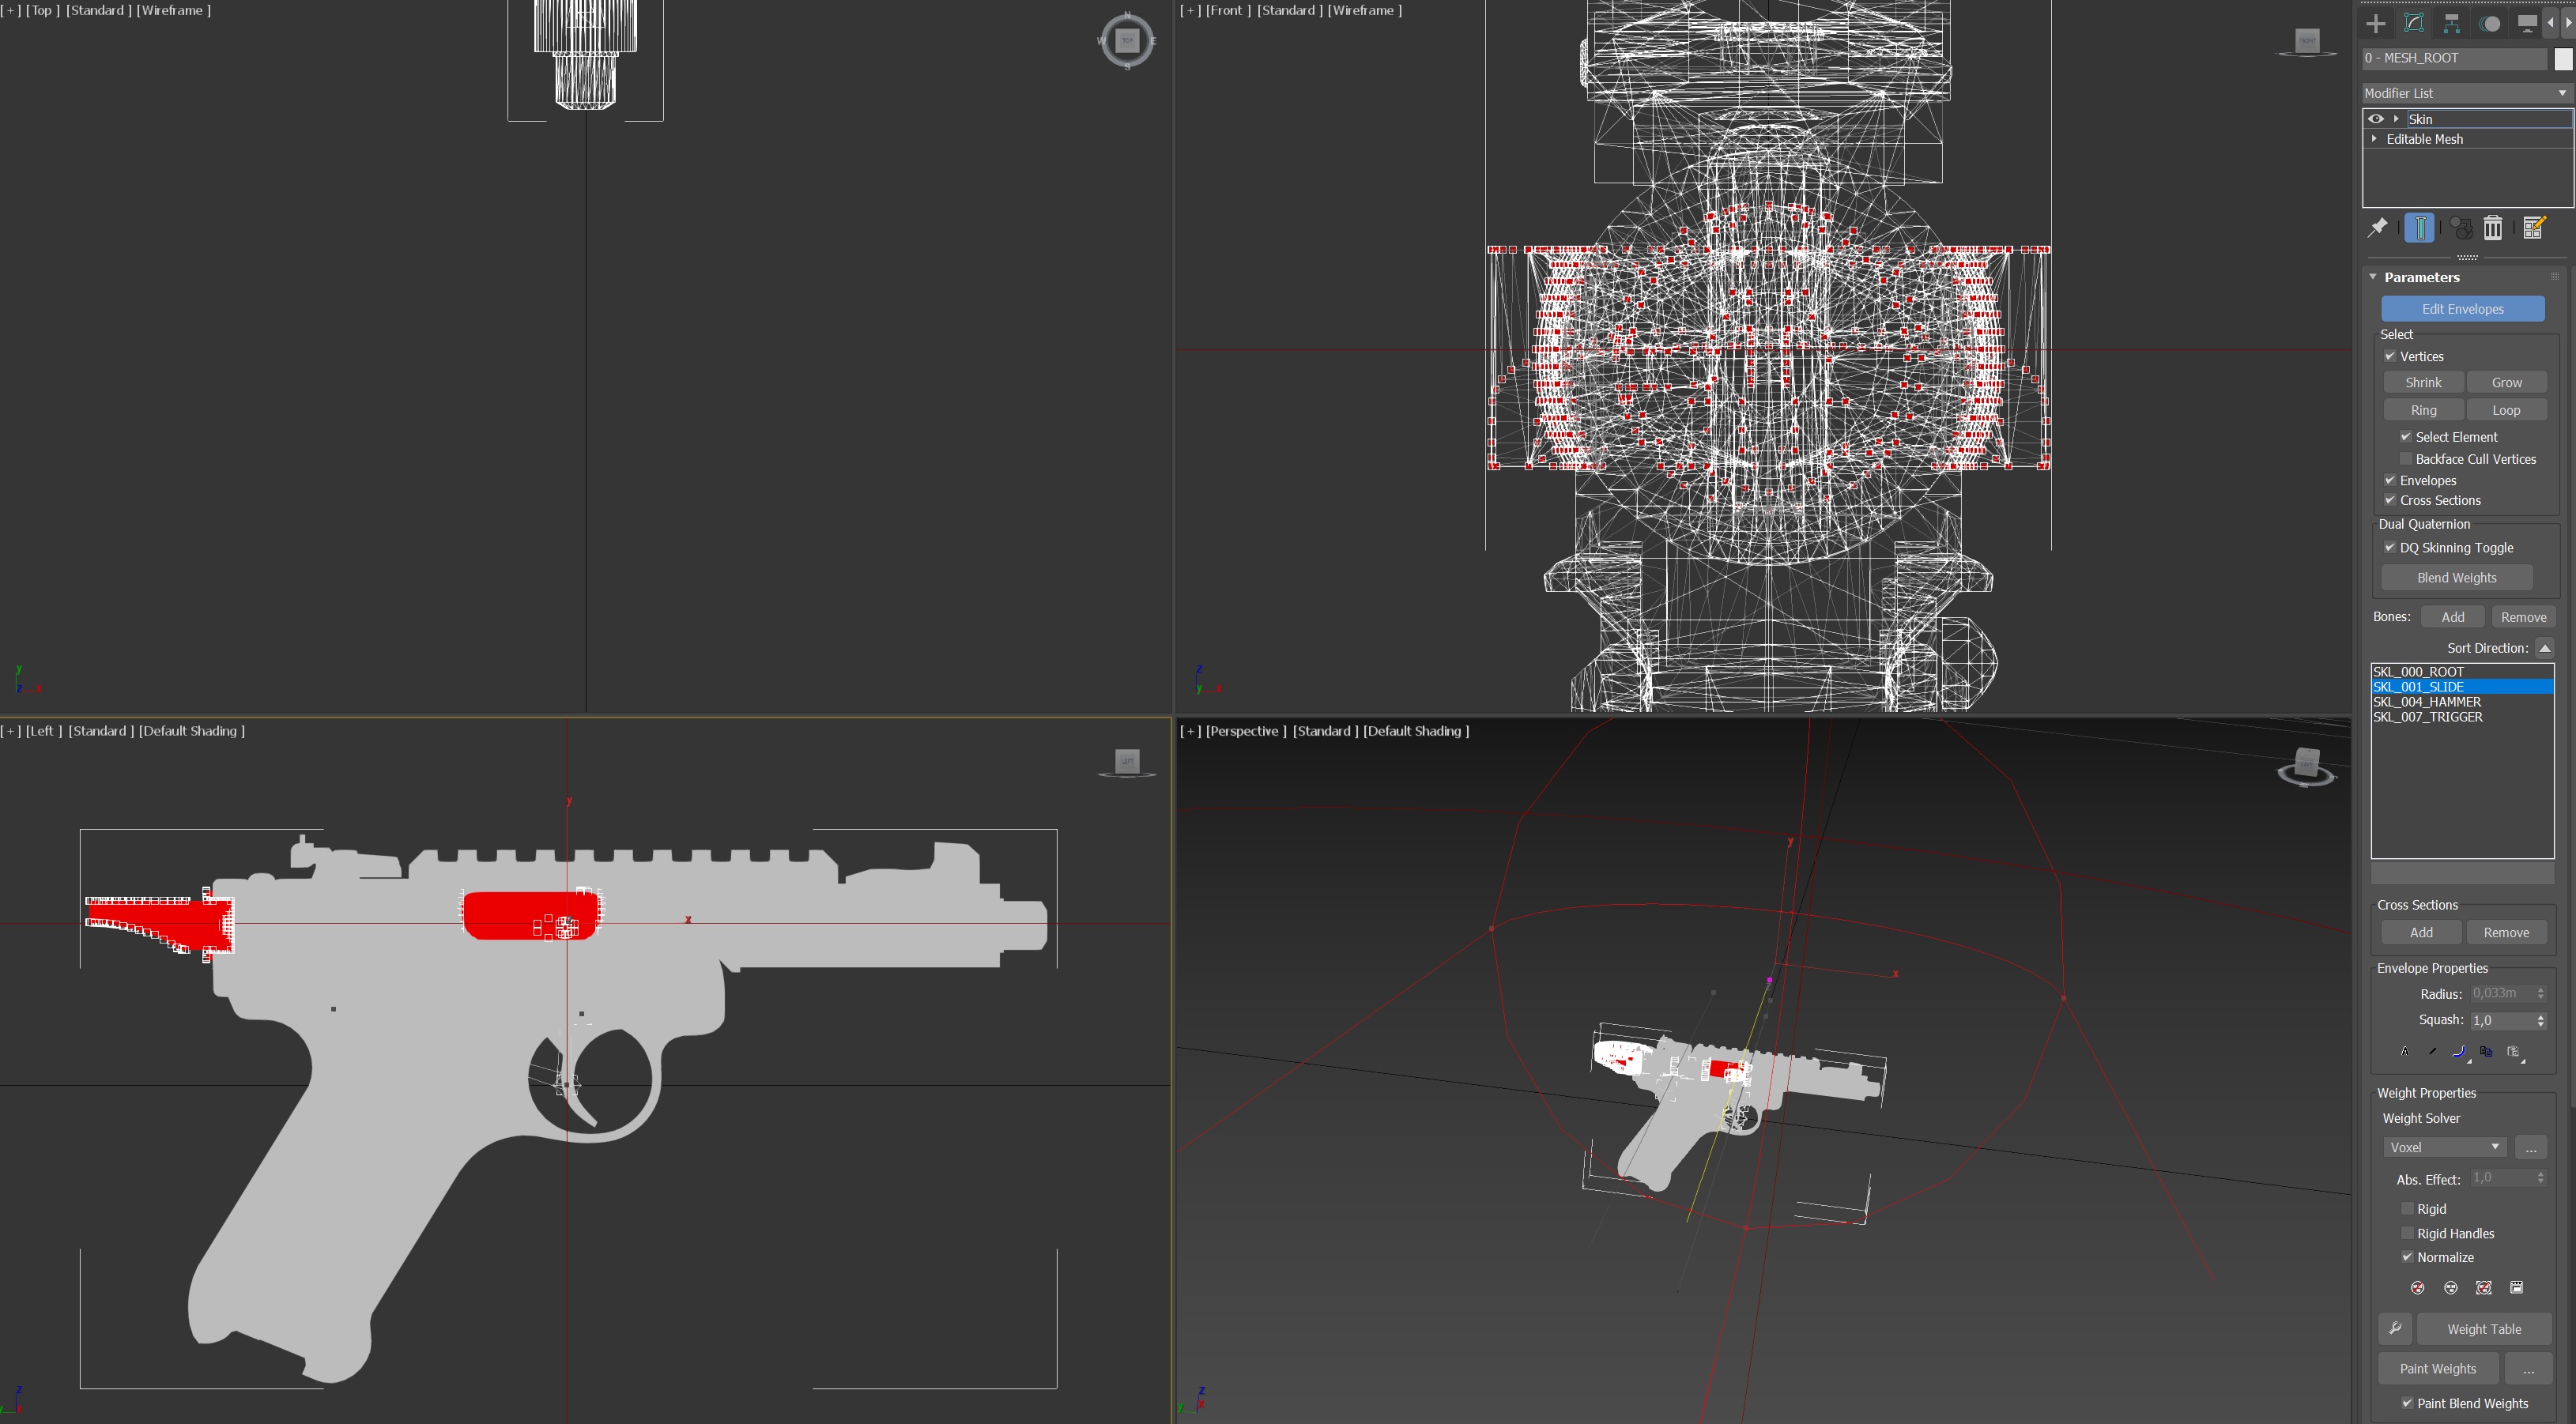 [ + ] [Top ] [Standard ] [Wireframe ]
N
W
TOP
E
S
y
z
x
[ + ] [Front ] [Standard ] [Wireframe ]
FRONT
z
y
x
[ + ] [Left ] [Standard ] [Default Shading ]
LEFT
y
x
z
y
x
[ + ] [Perspective ] [Standard ] [Default Shading ]
y
x
z
y
x
0 - MESH_ROOT
Modifier List
Skin
Editable Mesh
Parameters
Edit Envelopes
Select
Vertices
Shrink Grow
Ring Loop
Select Element
Backface Cull Vertices
Envelopes
Cross Sections
Dual Quaternion
DQ Skinning Toggle
Blend Weights
Bones: Add Remove
Sort Direction:
SKL_000_ROOT
SKL_001_SLIDE
SKL_004_HAMMER
SKL_007_TRIGGER
Cross Sections
Add Remove
Envelope Properties
Radius: 0,033m
Squash: 1,0
A
Weight Properties
Weight Solver
Voxel ...
Abs. Effect: 1,0
Rigid
Rigid Handles
Normalize
Weight Table
Paint Weights ...
Paint Blend Weights